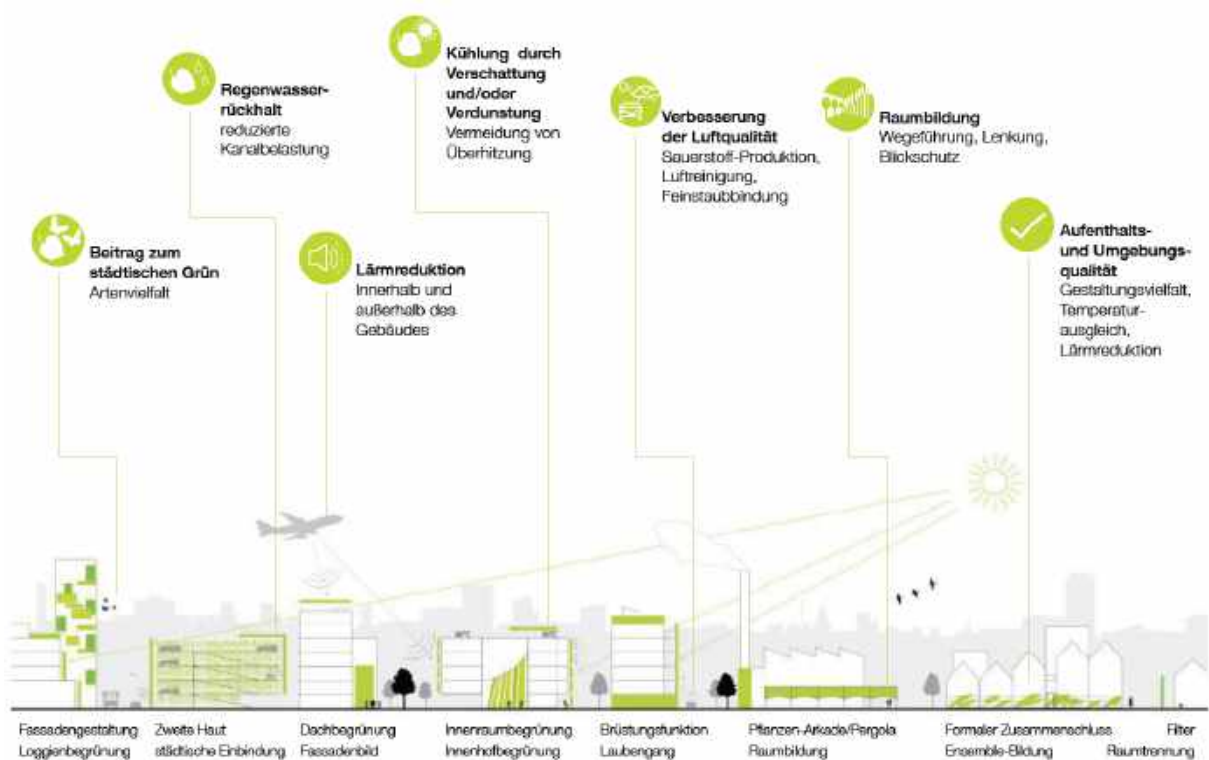 Regenwasser-
rückhalt
reduzierte
Kanalbelastung
Kühlung durch
Verschattung
und/oder
Verdunstung
Vermeidung von
Überhitzung
Verbesserung
der Luftqualität
Sauerstoff-Produktion,
Luftreinigung,
Feinstaubbindung
Raumbildung
Wegeführung, Lenkung,
Blickschutz
Beitrag zum
städtischen Grün
Artenvielfalt
Lärmreduktion
Innerhalb und
außerhalb des
Gebäudes
Aufenthalts-
und Umgebungs-
qualität
Gestaltungsvielfalt,
Temperatur-
ausgleich,
Lärmreduktion
Fassadengestaltung
Loggienbegrünung
Zweite Haut
städtische Einbindung
Dachbegrünung
Fassadenbild
Innenraumbegrünung
Innenhofbegrünung
Brüstungsfunktion
Laubengang
Pflanzen-Arkade/Pergola
Raumbildung
Formaler Zusammenschluss
Ensemble-Bildung
Filter
Raumtrennung